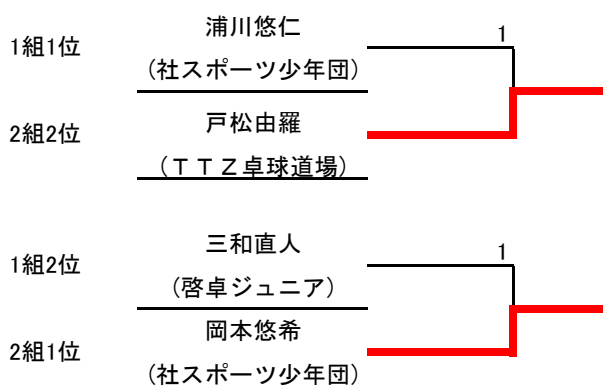 浦川悠仁
1組1位
1
(社スポーツ少年団)
戸松由羅
2組2位
(ＴＴＺ卓球道場)
三和直人
1組2位
1
(啓卓ジュニア)
岡本悠希
2組1位
(社スポーツ少年団)